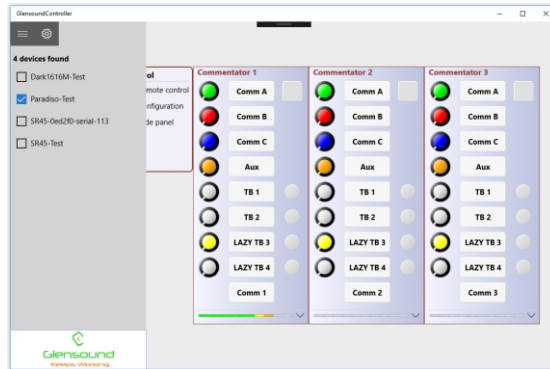 GlensoundController
4 devices found
Dark1616M-Test
Paradiso-Test
SR45-0ed2f0-serial-113
SR45-Test
Glensound
Keeps Working
ol
mote control
nfiguration
de panel
Commentator 1
Comm A
Comm B
Comm C
Aux
TB 1
TB 2
LAZY TB 3
LAZY TB 4
Comm 1
Commentator 2
Comm A
Comm B
Comm C
Aux
TB 1
TB 2
LAZY TB 3
LAZY TB 4
Comm 2
Commentator 3
Comm A
Comm B
Comm C
Aux
TB 1
TB 2
LAZY TB 3
LAZY TB 4
Comm 3